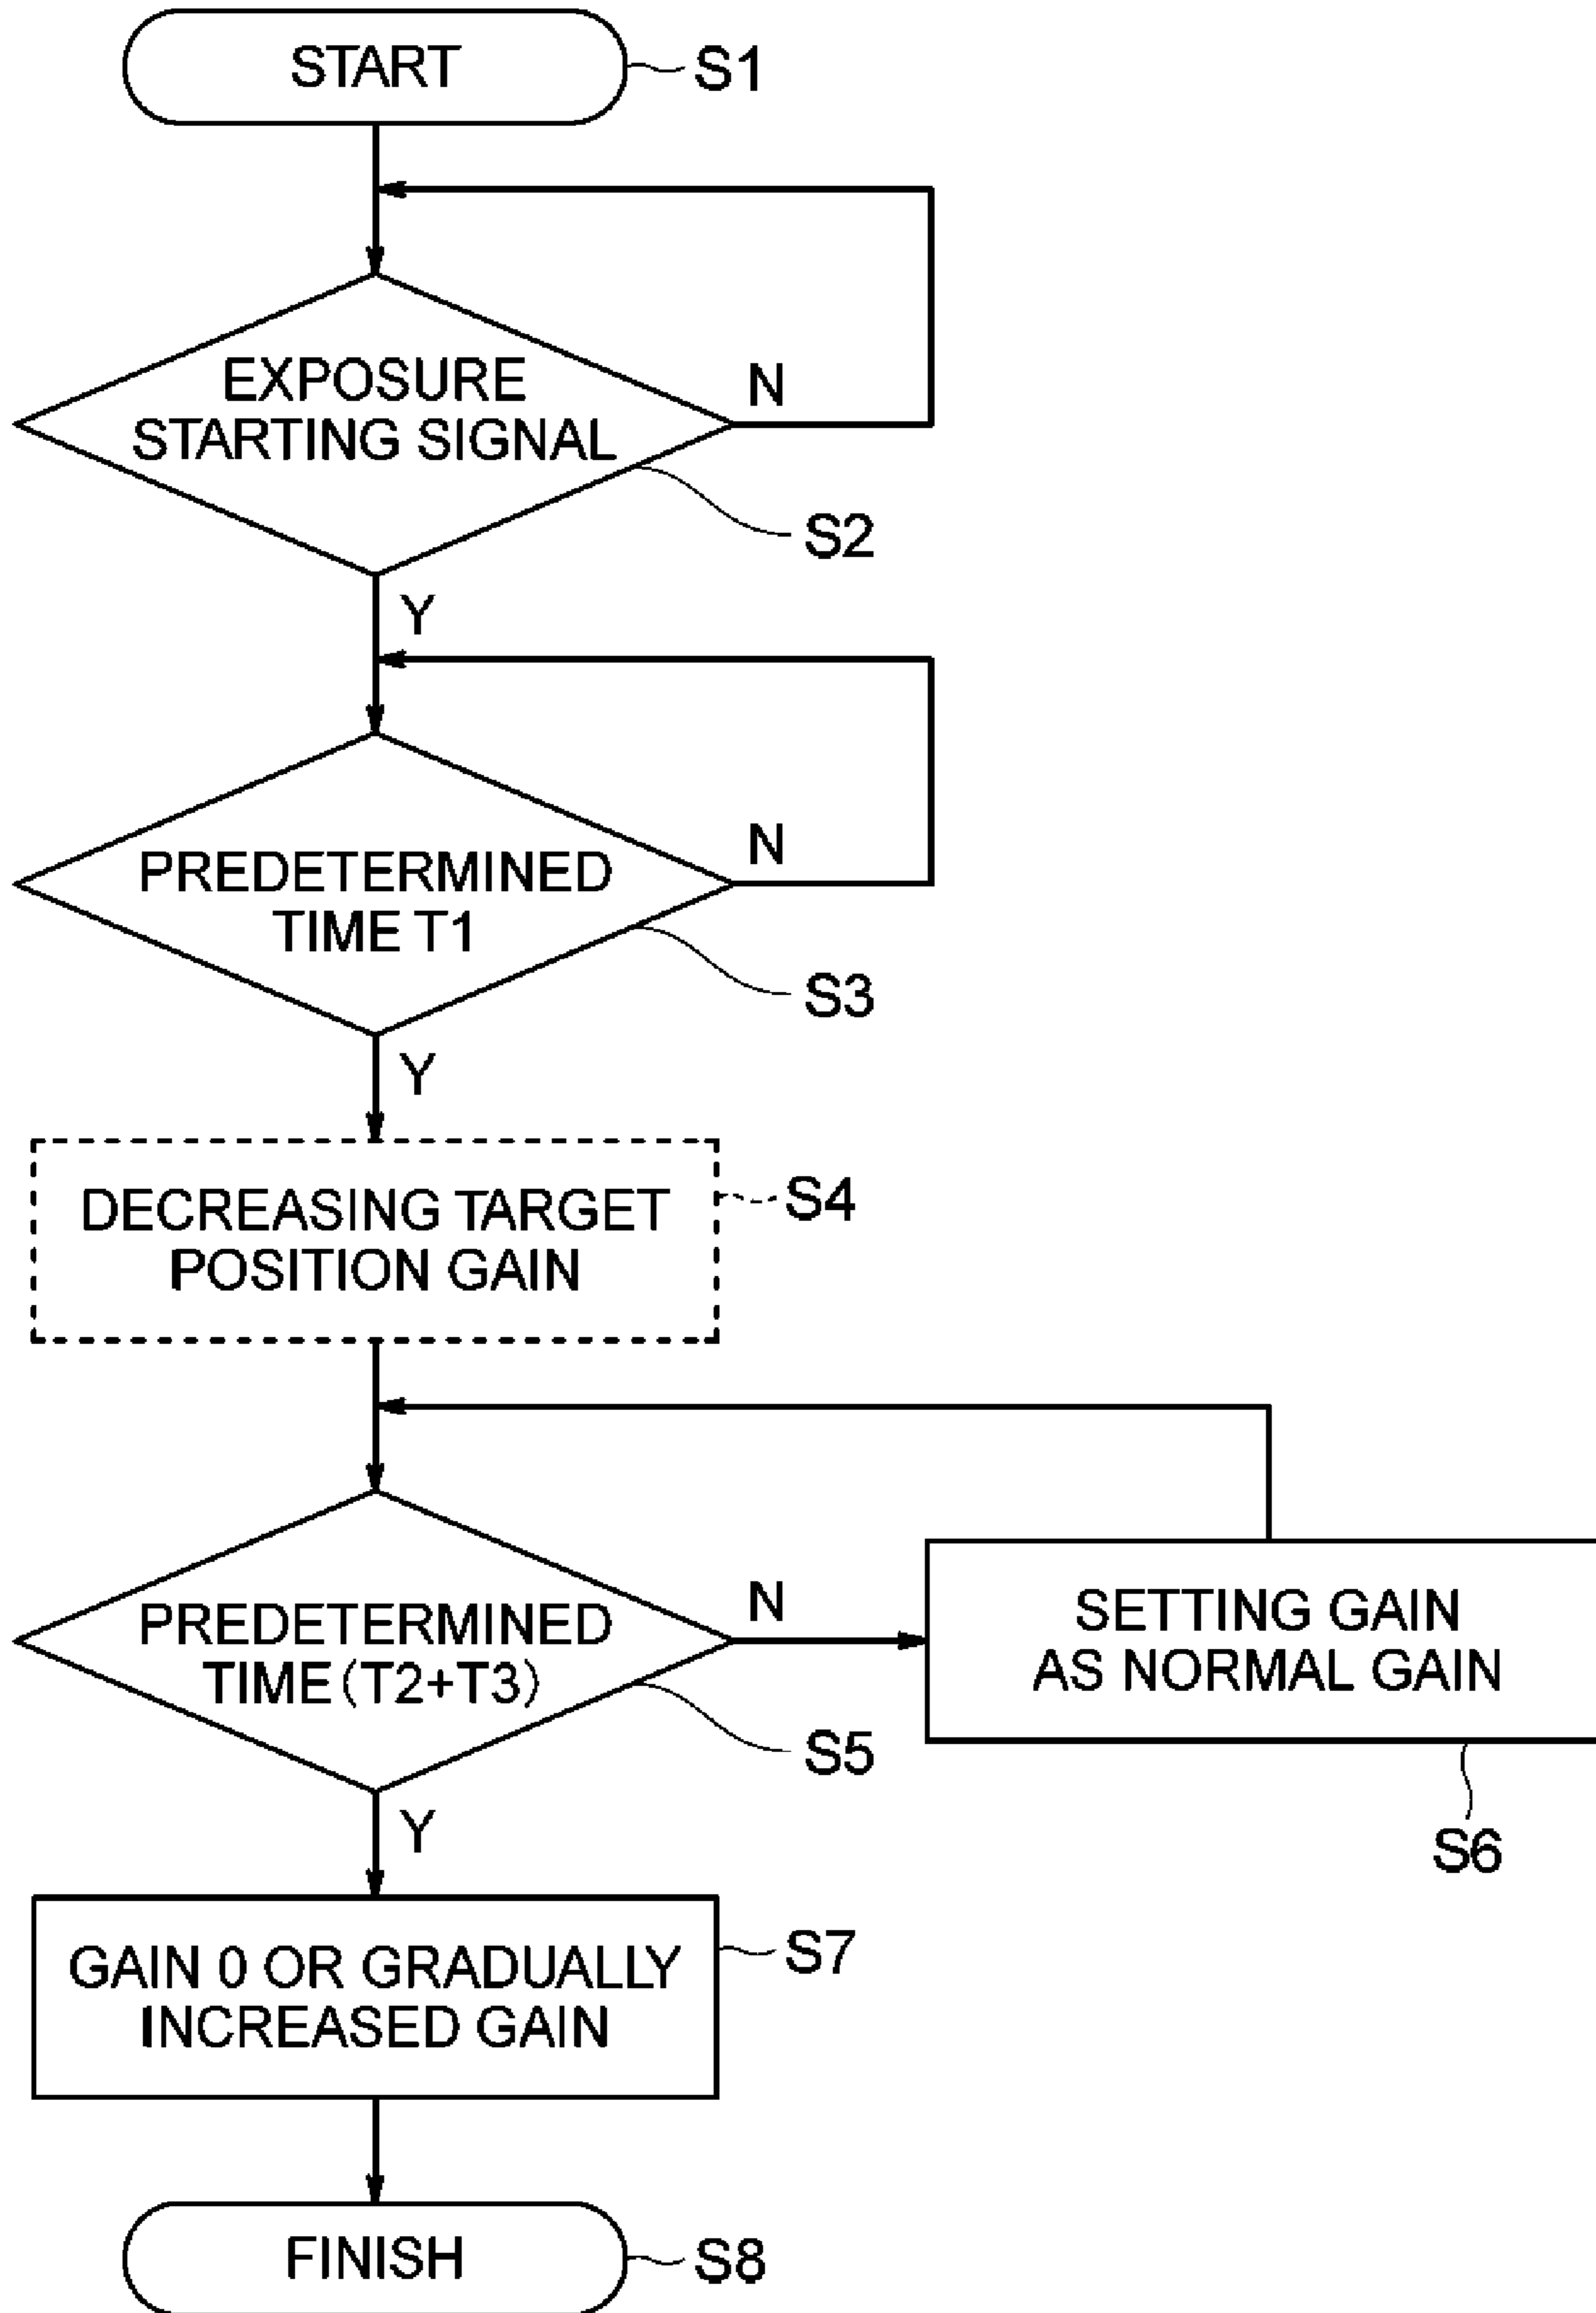 START
S1
EXPOSURE
STARTING SIGNAL
N
S2
Y
PREDETERMINED
TIME T1
N
S3
Y
DECREASING TARGET
POSITION GAIN
S4
PREDETERMINED
TIME (T2+T3)
N
S5
SETTING GAIN
AS NORMAL GAIN
S6
Y
GAIN 0 OR GRADUALLY
INCREASED GAIN
S7
FINISH
S8